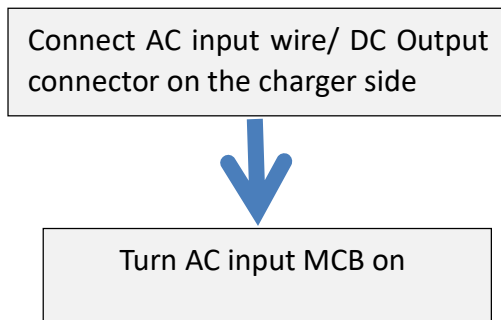 Connect AC input wire/ DC Output
connector on the charger side
Turn AC input MCB on